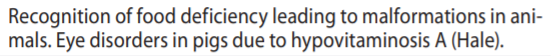 Recognition of food deficiency leading to malformations in ani-
mals. Eye disorders in pigs due to hypovitaminosis A (Hale).